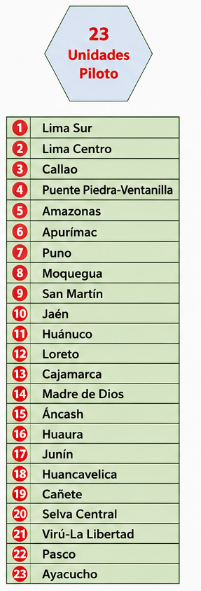 23
Unidades
Piloto
1 Lima Sur
2 Lima Centro
3 Callao
4 Puente Piedra-Ventanilla
5 Amazonas
6 Apurímac
7 Puno
8 Moquegua
9 San Martín
10 Jaén
11 Huánuco
12 Loreto
13 Cajamarca
14 Madre de Dios
15 Áncash
16 Huaura
17 Junín
18 Huancavelica
19 Cañete
20 Selva Central
21 Virú-La Libertad
22 Pasco
23 Ayacucho